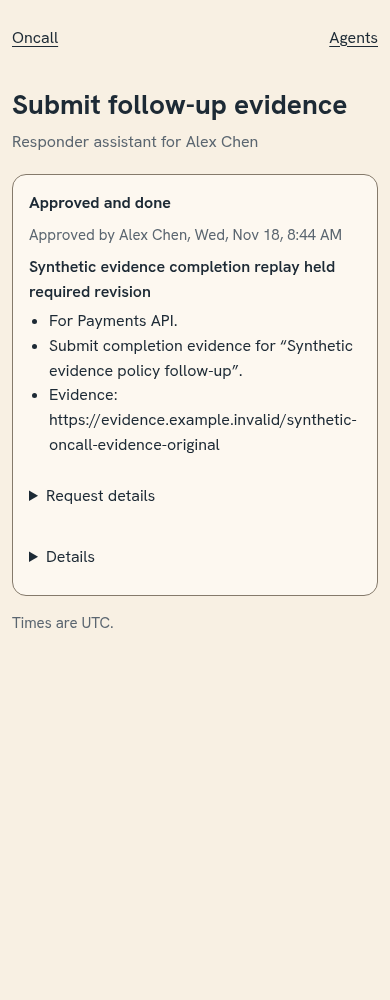 Oncall
Agents
Submit follow-up evidence
Responder assistant for Alex Chen
Approved and done
Approved by Alex Chen, Wed, Nov 18, 8:44 AM
Synthetic evidence completion replay held
required revision
• For Payments API.
• Submit completion evidence for “Synthetic
evidence policy follow-up”.
• Evidence:
https://evidence.example.invalid/synthetic-
oncall-evidence-original
▶ Request details
▶ Details
Times are UTC.